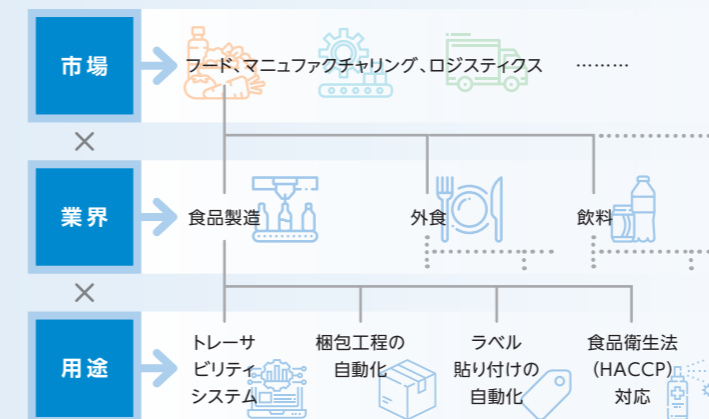 市場
フード、マニュファクチャリング、ロジスティクス ………
×
業界
食品製造
外食
飲料
×
用途
トレーサ
ビリティ
システム
梱包工程の
自動化
ラベル
貼り付けの
自動化
食品衛生法
(HACCP)
対応